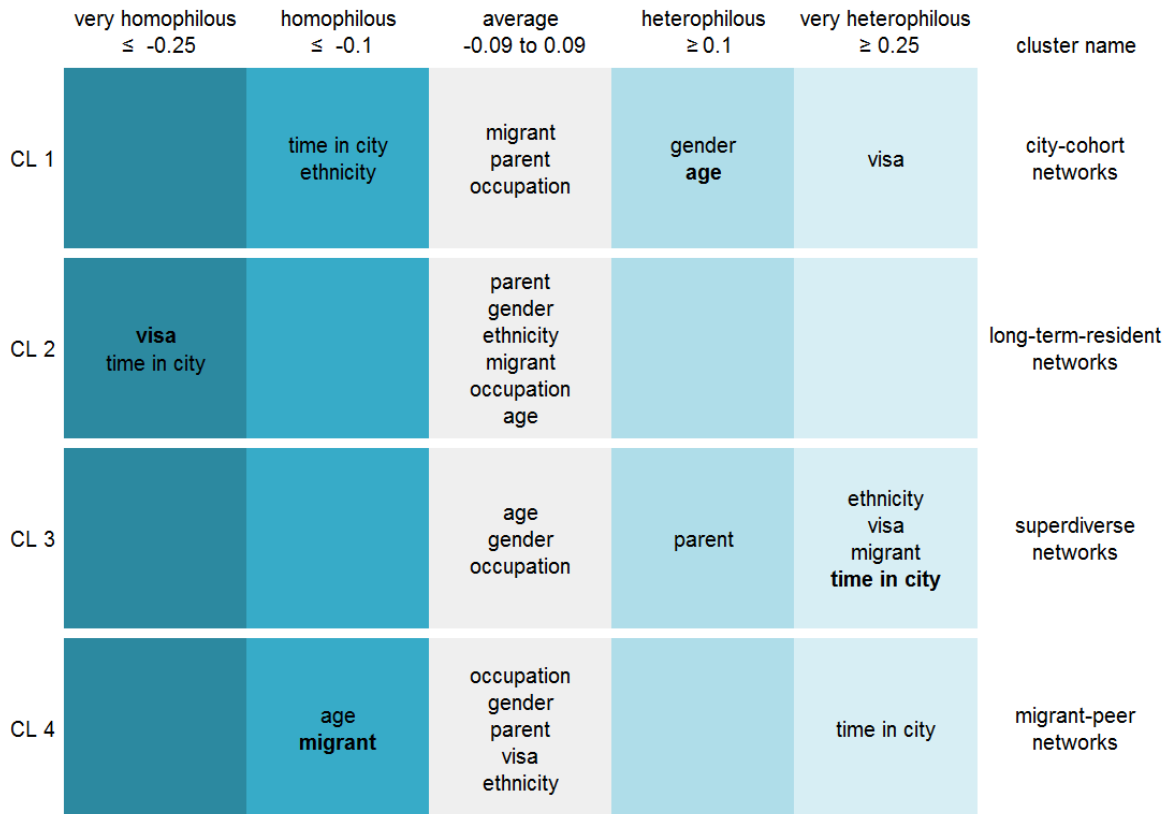 very homophilous
≤ -0.25
homophilous
≤ -0.1
average
-0.09 to 0.09
heterophilous
≥ 0.1
very heterophilous
≥ 0.25
cluster name
CL 1
time in city
ethnicity
migrant
parent
occupation
gender
age
visa
city-cohort
networks
CL 2
visa
time in city
parent
gender
ethnicity
migrant
occupation
age
long-term-resident
networks
CL 3
age
gender
occupation
parent
ethnicity
visa
migrant
time in city
superdiverse
networks
CL 4
age
migrant
occupation
gender
parent
visa
ethnicity
time in city
migrant-peer
networks